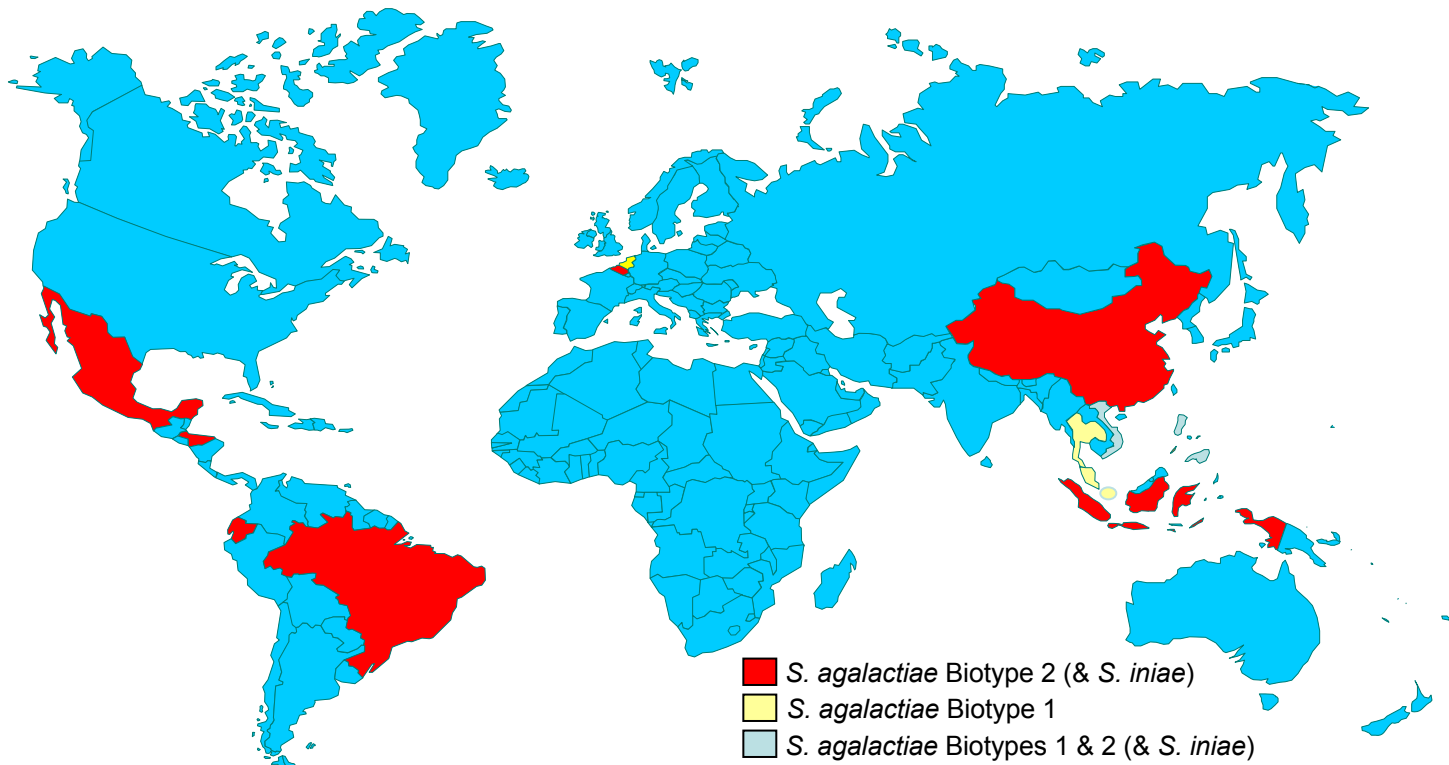 S. agalactiae Biotype 2 (& S. iniae)
S. agalactiae Biotype 1
S. agalactiae Biotypes 1 & 2 (& S. iniae)